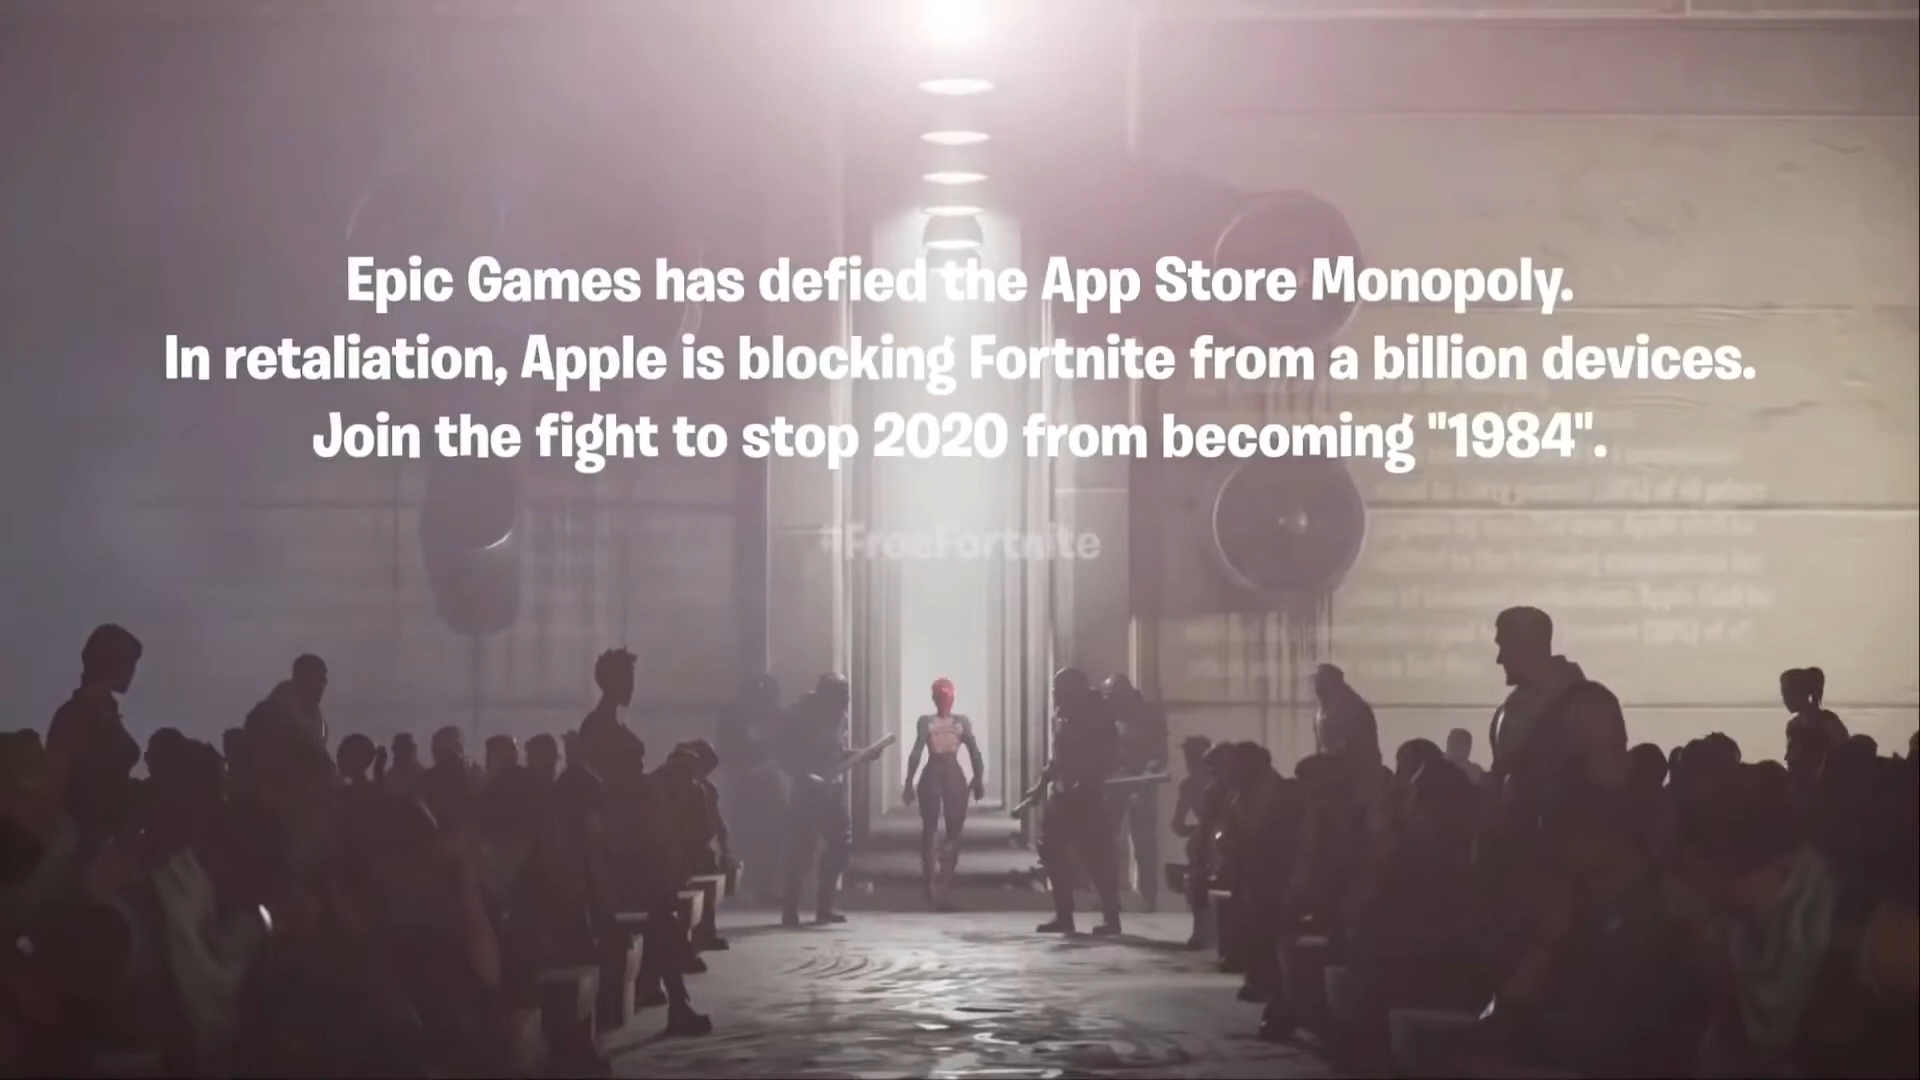 Epic Games has defied the App Store Monopoly.
In retaliation, Apple is blocking Fortnite from a billion devices.
Join the fight to stop 2020 from becoming "1984".
#FreeFortnite